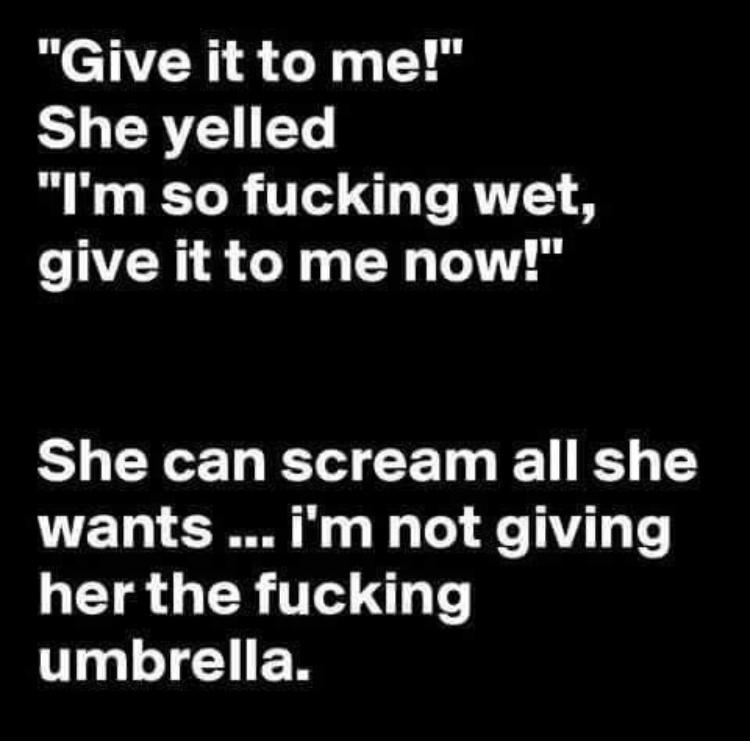 "Give it to me!"
She yelled
"I'm so fucking wet,
give it to me now!"
She can scream all she
wants ... i'm not giving
her the fucking
umbrella.